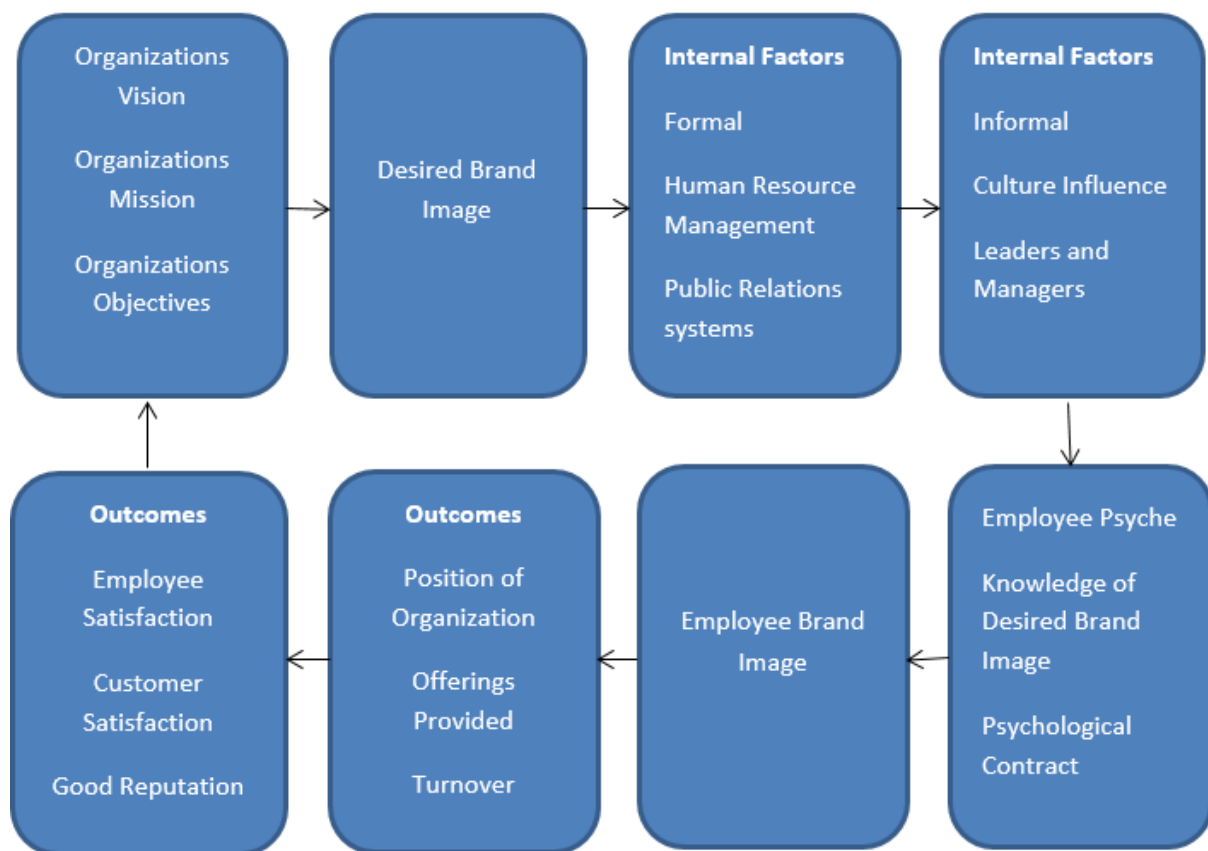 Organizations
Vision
Organizations
Mission
Organizations
Objectives
Desired Brand
Image
Internal Factors
Formal
Human Resource
Management
Public Relations
systems
Internal Factors
Informal
Culture Influence
Leaders and
Managers
Outcomes
Employee
Satisfaction
Customer
Satisfaction
Good Reputation
Outcomes
Position of
Organization
Offerings
Provided
Turnover
Employee Brand
Image
Employee Psyche
Knowledge of
Desired Brand
Image
Psychological
Contract